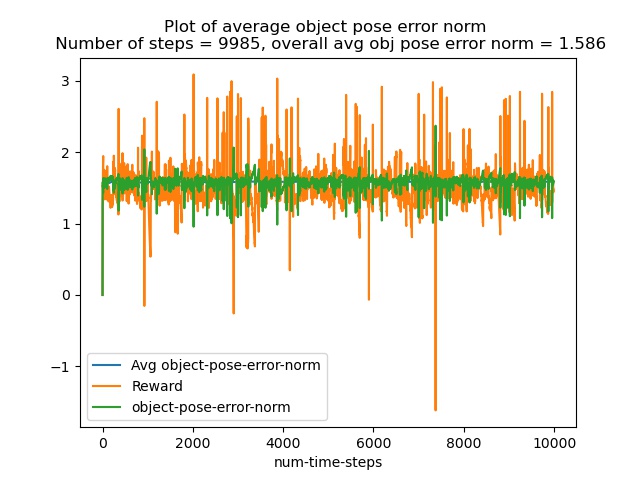 Plot of average object pose error norm
Number of steps = 9985, overall avg obj pose error norm = 1.586
3
2
1
0
−1
Avg object-pose-error-norm
Reward
object-pose-error-norm
0 2000 4000 6000 8000 10000
num-time-steps